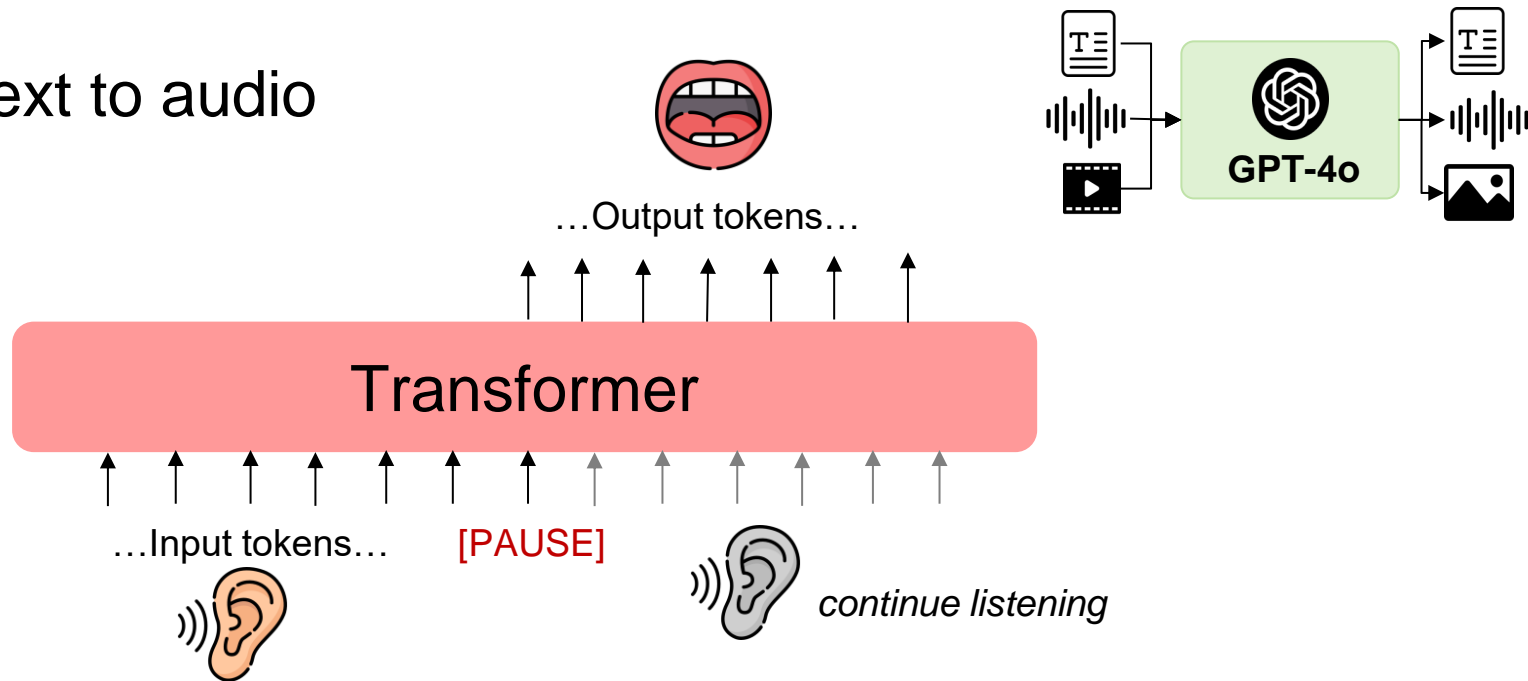 ext to audio
GPT-4o
…Output tokens…
Transformer
…Input tokens…
[PAUSE]
continue listening